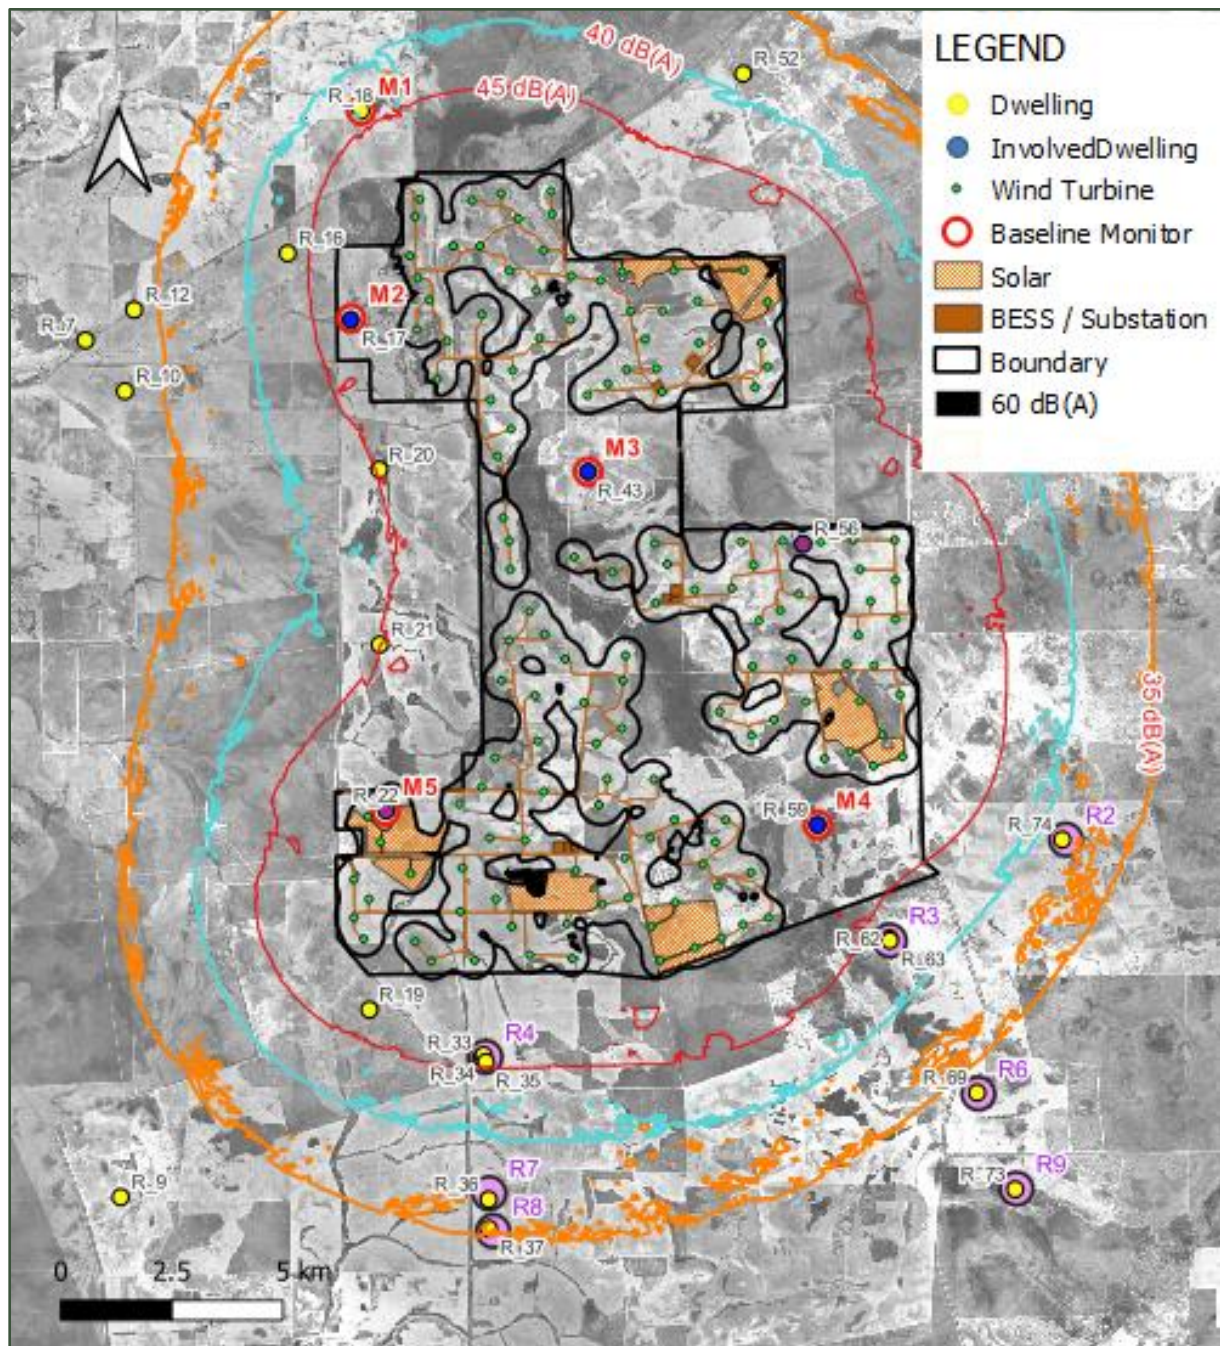 LEGEND
Dwelling
InvolvedDwelling
Wind Turbine
Baseline Monitor
Solar
BESS / Substation
Boundary
60 dB(A)
40 dB(A)
R_52
45 dB(A)
M1
R_18
R_16
R_12
M2
R_7
R_17
R_10
M3
R_20
R_43
R_56
R_21
35 dB(A)
M5
R_22
M4
R_59
R2
R_74
R3
R_62
R_63
R_19
R4
R_33
R_34
R_35
R6
R_69
R7
R_36
R9
R_73
R_9
R8
R_37
0 2.5 5 km